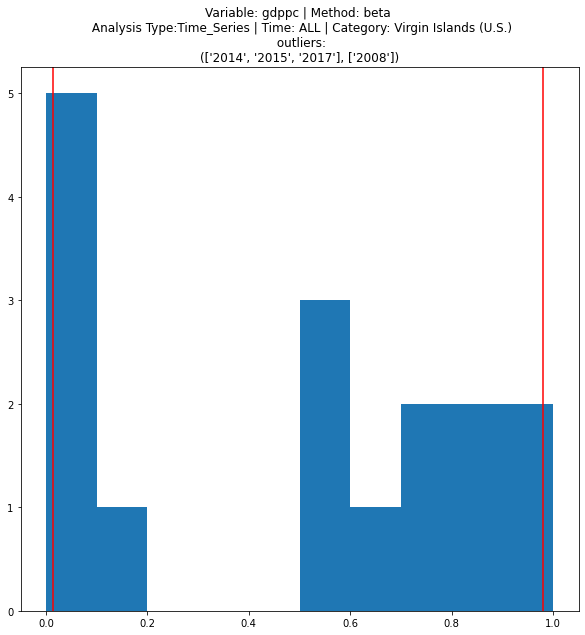 Variable: gdppc | Method: beta
Analysis Type:Time_Series | Time: ALL | Category: Virgin Islands (U.S.)
outliers:
(['2014', '2015', '2017'], ['2008'])
5
4
3
2
1
0
0.0 0.2 0.4 0.6 0.8 1.0